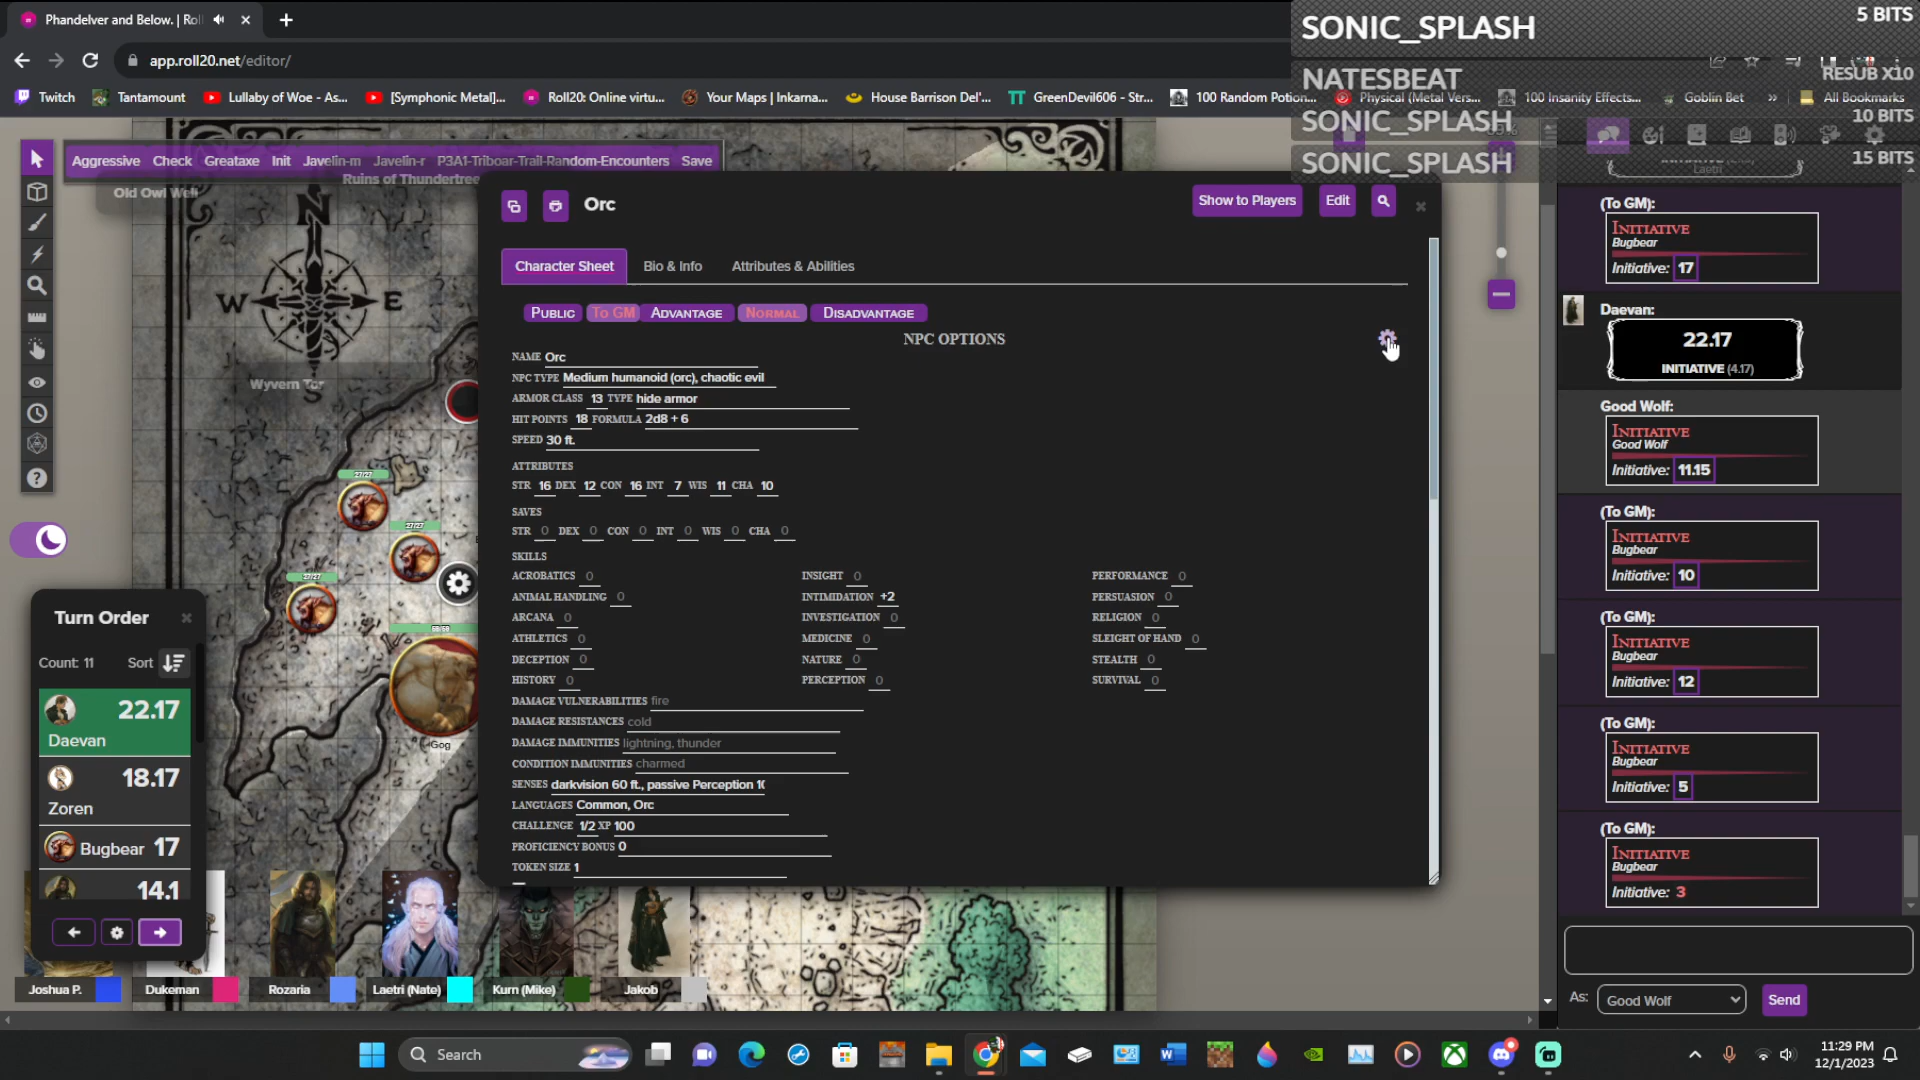 Phandelver and Below. | Rol
SONIC_SPLASH
5 BITS
app.roll20.net/editor/
NATESBEAT
RESUB X10
Twitch
Tantamount
Lullaby of Woe - As...
[Symphonic Metal]...
Roll20: Online virtu...
Your Maps | Inkarna...
House Barrison Del'...
GreenDevil606 - Str...
100 Random Potion...
Physical (Metal Vers...
100 Insanity Effects...
Goblin Bet
»
All Bookmarks
SONIC_SPLASH
10 BITS
SONIC_SPLASH
15 BITS
Aggressive Check Greataxe Init Javelin-m Javelin-r P3A1-Triboar-Trail-Random-Encounters Save
Ruins of Thundertree
Old Owl Well
N
W
E
S
Wyvern Tor
27/27
27/27
27/27
Gog
Orc
Show to Players
Edit
Character Sheet
Bio & Info
Attributes & Abilities
PUBLIC
TO GM
ADVANTAGE
NORMAL
DISADVANTAGE
NPC OPTIONS
NAME Orc
NPC TYPE Medium humanoid (orc), chaotic evil
ARMOR CLASS 13 TYPE hide armor
HIT POINTS 18 FORMULA 2d8 + 6
SPEED 30 ft.
ATTRIBUTES
STR 16 DEX 12 CON 16 INT 7 WIS 11 CHA 10
SAVES
STR 0 DEX 0 CON 0 INT 0 WIS 0 CHA 0
SKILLS
ACROBATICS 0 INSIGHT 0 PERFORMANCE 0
ANIMAL HANDLING 0 INTIMIDATION +2 PERSUASION 0
ARCANA 0 INVESTIGATION 0 RELIGION 0
ATHLETICS 0 MEDICINE 0 SLEIGHT OF HAND 0
DECEPTION 0 NATURE 0 STEALTH 0
HISTORY 0 PERCEPTION 0 SURVIVAL 0
DAMAGE VULNERABILITIES fire
DAMAGE RESISTANCES cold
DAMAGE IMMUNITIES lightning, thunder
CONDITION IMMUNITIES charmed
SENSES darkvision 60 ft., passive Perception 1
LANGUAGES Common, Orc
CHALLENGE 1/2 XP 100
PROFICIENCY BONUS 0
TOKEN SIZE 1
Turn Order
Count: 11
Sort
22.17
Daevan
18.17
Zoren
Bugbear 17
14.1
Joshua P.
Dukeman
Rozaria
Laetri (Nate)
Kurn (Mike)
Jakob
Laetri
(To GM):
INITIATIVE
Bugbear
Initiative: 17
Daevan:
22.17
INITIATIVE (4.17)
Good Wolf:
INITIATIVE
Good Wolf
Initiative: 11.15
(To GM):
INITIATIVE
Bugbear
Initiative: 10
(To GM):
INITIATIVE
Bugbear
Initiative: 12
(To GM):
INITIATIVE
Bugbear
Initiative: 5
(To GM):
INITIATIVE
Bugbear
Initiative: 3
As:
Good Wolf
Send
Search
11:29 PM
12/1/2023